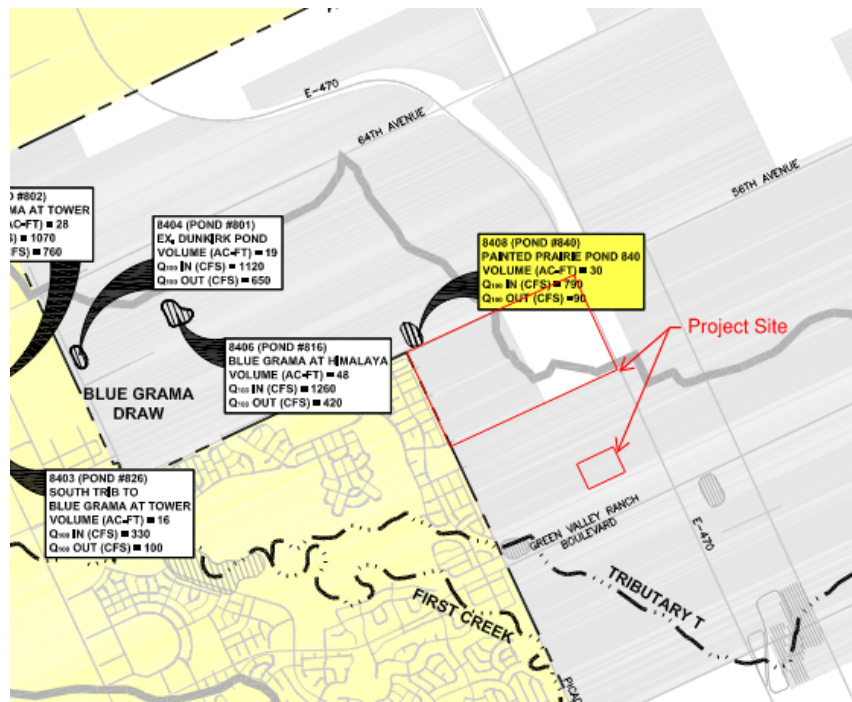 E-470
64TH AVENUE
56TH AVENUE
#802)
MA AT TOWER
(AC-FT) = 28
= 1070
(CFS) = 760
8404 (POND #801)
EX. DUNKIRK POND
VOLUME (AC-FT) = 19
Q100 IN (CFS) = 1120
Q100 OUT (CFS) = 650
8408 (POND #840)
PAINTED PRAIRIE POND 840
VOLUME (AC-FT) = 30
Q100 IN (CFS) = 790
Q100 OUT (CFS) = 90
Project Site
8406 (POND #816)
BLUE GRAMA AT HIMALAYA
VOLUME (AC-FT) = 48
Q100 IN (CFS) = 1260
Q100 OUT (CFS) = 420
BLUE GRAMA
DRAW
8403 (POND #826)
SOUTH TRIB TO
BLUE GRAMA AT TOWER
VOLUME (AC-FT) = 16
Q100 IN (CFS) = 330
Q100 OUT (CFS) = 100
GREEN VALLEY RANCH
BOULEVARD
E-470
TRIBUTARY T
FIRST CREEK
PICAD